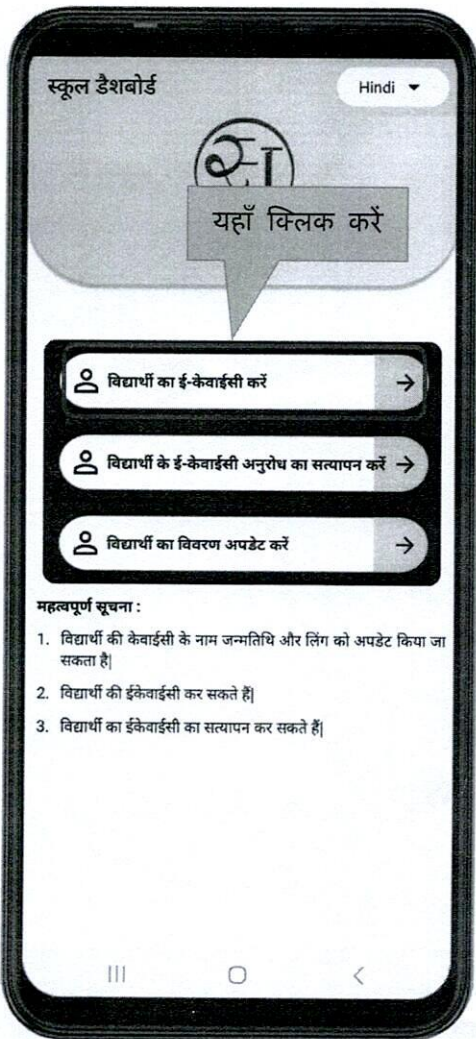 स्कूल डैशबोर्ड
Hindi
यहाँ क्लिक करें
विद्यार्थी का ई-केवाईसी करें
विद्यार्थी के ई-केवाईसी अनुरोध का सत्यापन करें
विद्यार्थी का विवरण अपडेट करें
महत्वपूर्ण सूचना :
1. विद्यार्थी की केवाईसी के नाम जन्मतिथि और लिंग को अपडेट किया जा
सकता है|
2. विद्यार्थी की ईकेवाईसी कर सकते हैं|
3. विद्यार्थी का ईकेवाईसी का सत्यापन कर सकते हैं|